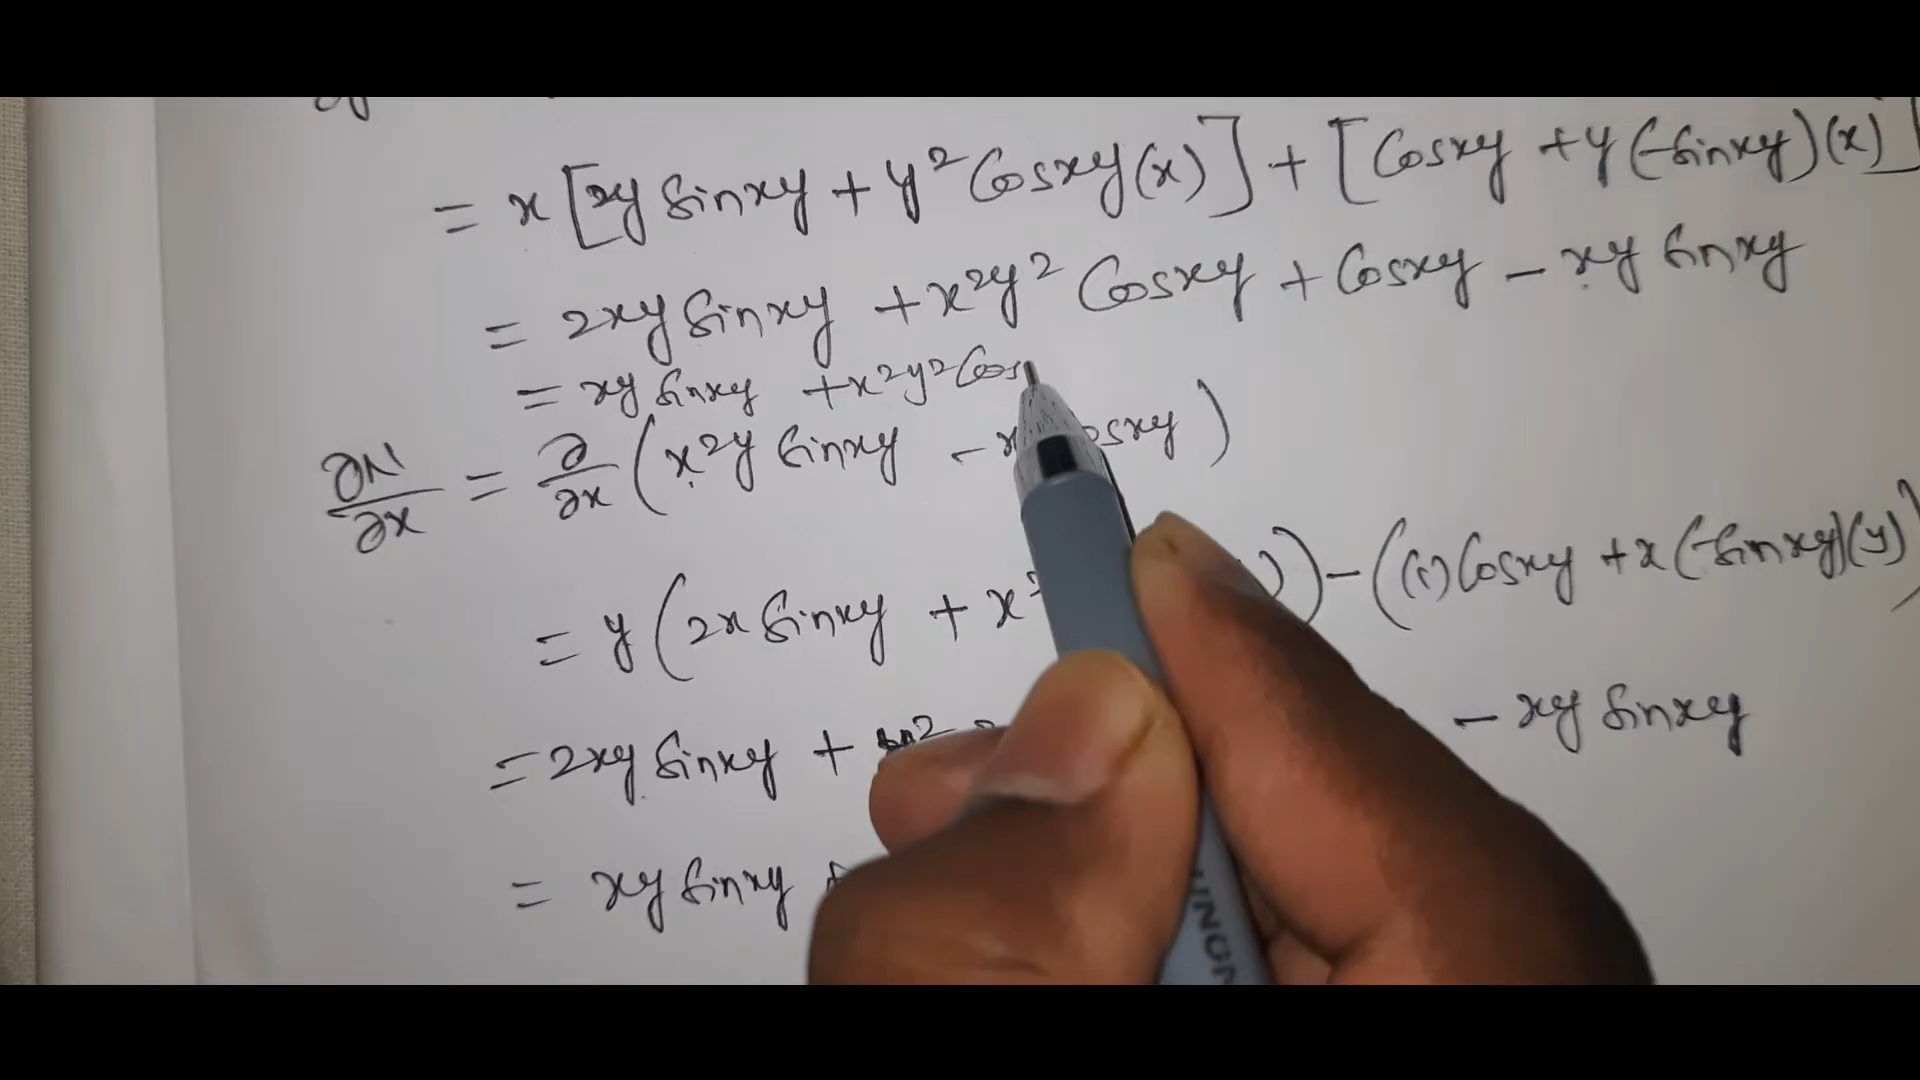 = x [2y Sinxy + y² Cosxy(x)] + [Cosxy + y(-Sinxy)(x)]
= 2xy Sinxy + x²y² Cosxy + Cosxy - xy Sinxy
= xy Sinxy + x²y² Cos
∂N/∂x = ∂/∂x (x²y Sinxy - x Cosxy)
= y (2x Sinxy + x² )) - ((1) Cosxy + x (-Sinxy)(y)
= 2xy Sinxy + - xy Sinxy
= xy Sinxy